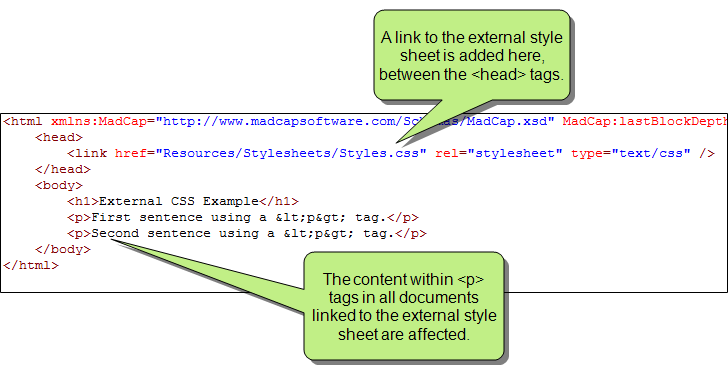 A link to the external style
sheet is added here,
between the <head> tags.
<html xmlns:MadCap="http://www.madcapsoftware.com/Sc as/MadCap.xsd" MadCap:lastBlockDepth
<head>
<link href="Resources/Stylesheets/Styles.css" rel="stylesheet" type="text/css" />
</head>
<body>
<h1>External CSS Example</h1>
<p>First sentence using a &lt;p&gt; tag.</p>
<p>Second sentence using a &lt;p&gt; tag.</p>
</body>
</html>
The content within <p>
tags in all documents
linked to the external style
sheet are affected.